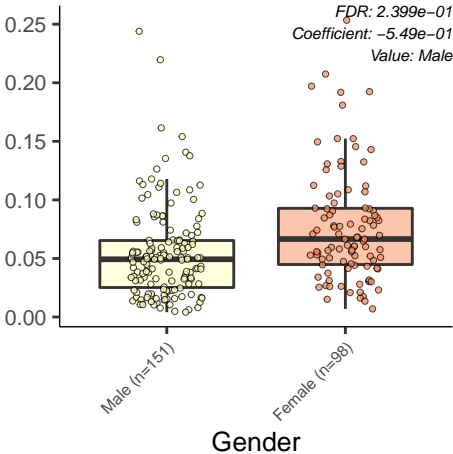 FDR: 2.399e−01
Coefficient: −5.49e−01
Value: Male
0.25
0.20
0.15
0.10
0.05
0.00
Male (n=151)
Female (n=98)
Gender